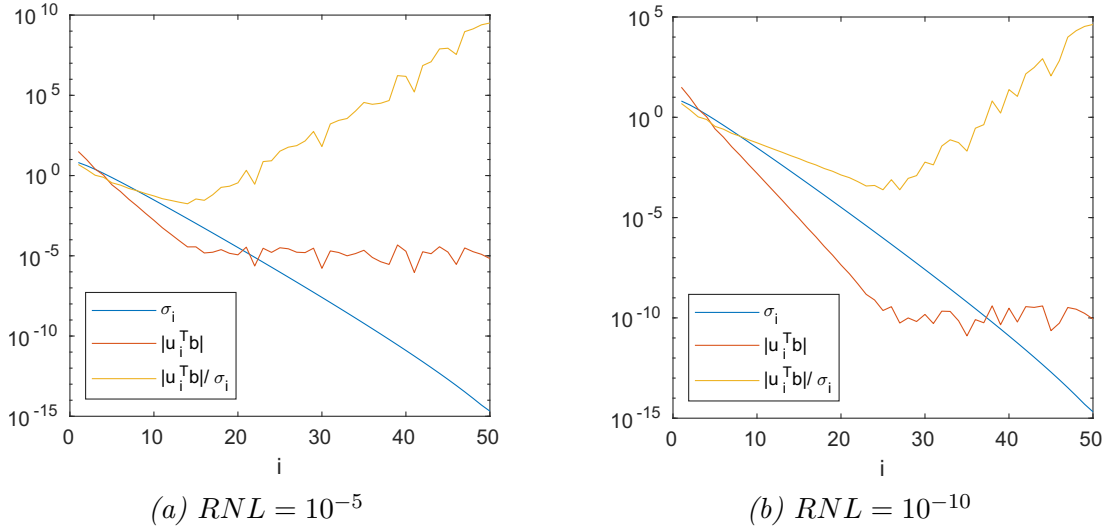 10^10
10^5
10^0
10^-5
10^-10
10^-15
0 10 20 30 40 50
i
σ_i
|u_i^T b|
|u_i^T b|/ σ_i
(a) RNL = 10^-5
10^5
10^0
10^-5
10^-10
10^-15
0 10 20 30 40 50
i
σ_i
|u_i^T b|
|u_i^T b|/ σ_i
(b) RNL = 10^-10